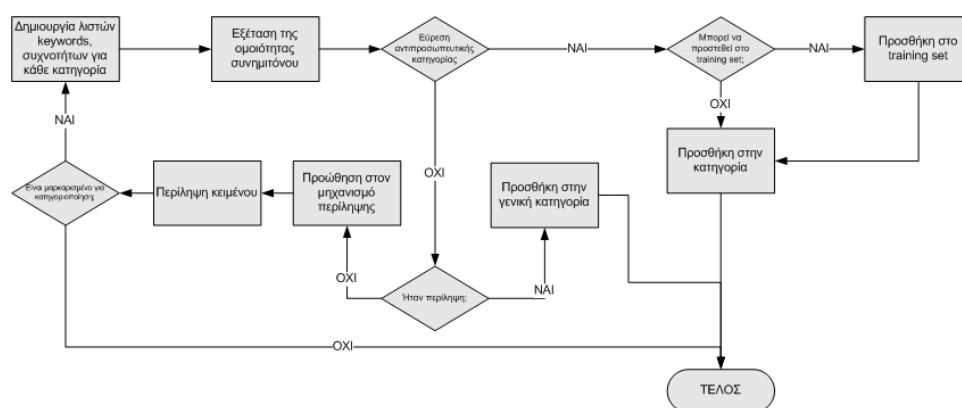 Δημιουργία λιστών
keywords,
συχνοτήτων για
κάθε κατηγορία
Εξέταση της
ομοιότητας
συνημιτόνου
Εύρεση
αντιπροσωπευτικής
κατηγορίας
ΝΑΙ
Μπορεί να
προστεθεί στο
training set;
ΝΑΙ
Προσθήκη στο
training set
ΝΑΙ
ΟΧΙ
ΟΧΙ
Προσθήκη στην
κατηγορία
Είναι μαρκαρισμένο για
κατηγοριοποίηση;
Περίληψη κειμένου
Προώθηση στον
μηχανισμό
περίληψης
Προσθήκη στην
γενική κατηγορία
ΟΧΙ
Ήταν περίληψη;
ΝΑΙ
ΟΧΙ
ΤΕΛΟΣ